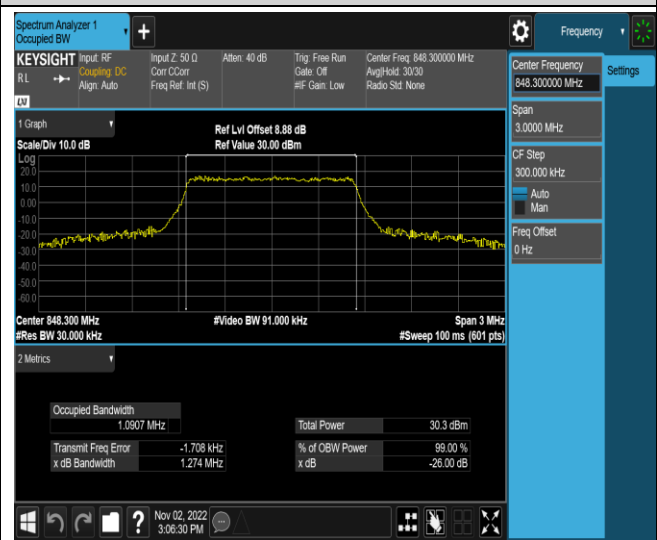 Spectrum Analyzer 1
Occupied BW
Frequency
KEYSIGHT
Input: RF
Coupling: DC
Align: Auto
Input Z: 50 Ω
Corr CCorr
Freq Ref: Int (S)
Atten: 40 dB
Trig: Free Run
Gate: Off
#IF Gain: Low
Center Freq: 848.300000 MHz
Avg|Hold: 30/30
Radio Std: None
RL
LXI
Center Frequency
848.300000 MHz
Settings
Span
3.0000 MHz
CF Step
300.000 kHz
Auto
Man
Freq Offset
0 Hz
1 Graph
Scale/Div 10.0 dB
Ref Lvl Offset 8.88 dB
Ref Value 30.00 dBm
Log
20.0
10.0
0.00
-10.0
-20.0
-30.0
-40.0
-50.0
-60.0
Center 848.300 MHz
#Video BW 91.000 kHz
Span 3 MHz
#Res BW 30.000 kHz
#Sweep 100 ms (601 pts)
2 Metrics
Occupied Bandwidth
1.0907 MHz
Total Power 30.3 dBm
Transmit Freq Error -1.708 kHz
% of OBW Power 99.00 %
x dB Bandwidth 1.274 MHz
x dB -26.00 dB
?
Nov 02, 2022
3:06:30 PM